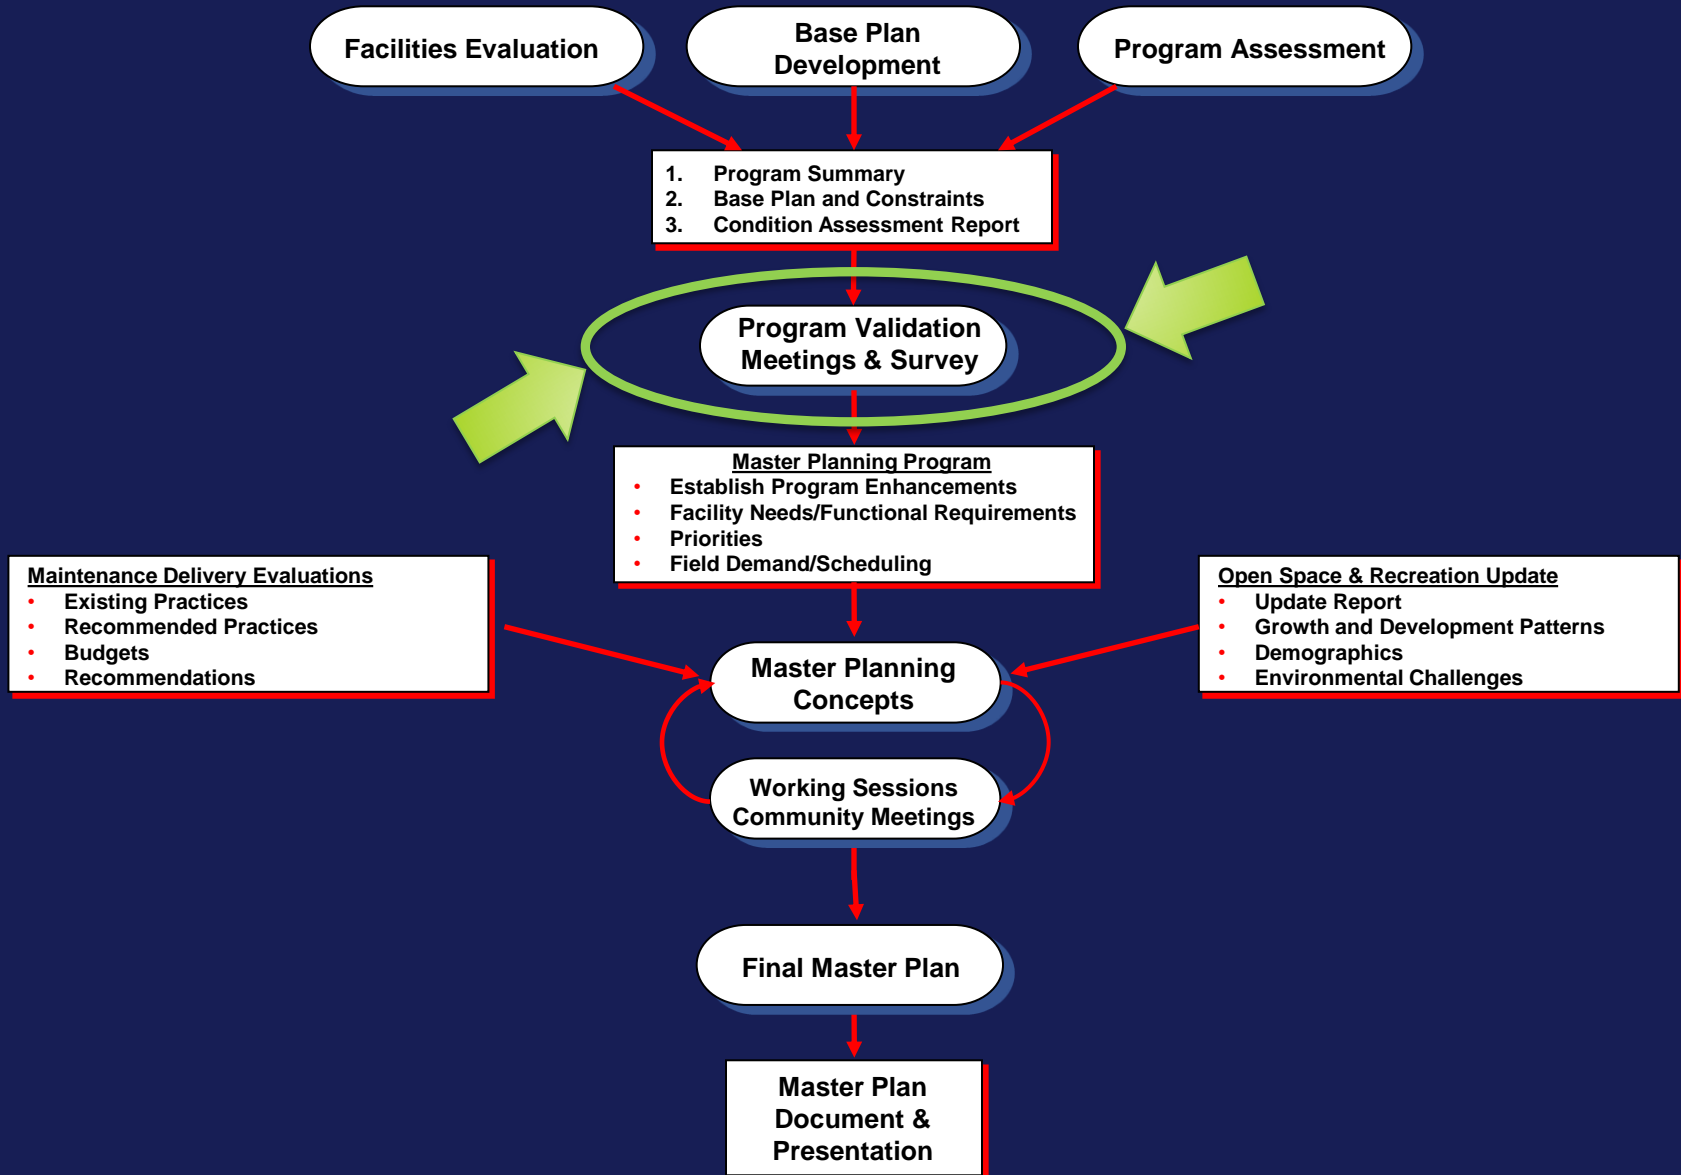 Facilities Evaluation
Base Plan
Development
Program Assessment
1. Program Summary
2. Base Plan and Constraints
3. Condition Assessment Report
Program Validation
Meetings & Survey
Master Planning Program
• Establish Program Enhancements
• Facility Needs/Functional Requirements
• Priorities
• Field Demand/Scheduling
Maintenance Delivery Evaluations
• Existing Practices
• Recommended Practices
• Budgets
• Recommendations
Open Space & Recreation Update
• Update Report
• Growth and Development Patterns
• Demographics
• Environmental Challenges
Master Planning
Concepts
Working Sessions
Community Meetings
Final Master Plan
Master Plan
Document &
Presentation